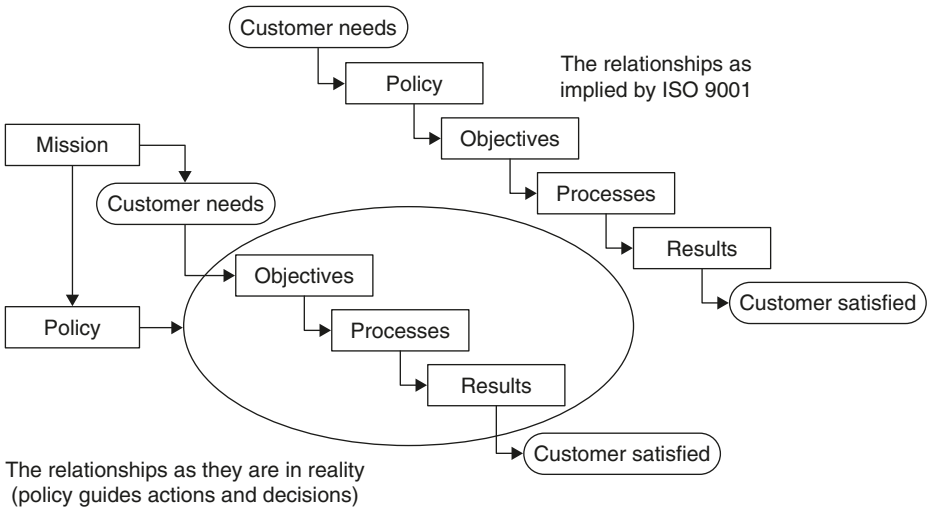 Customer needs
Policy
The relationships as
implied by ISO 9001
Objectives
Processes
Results
Customer satisfied
Mission
Customer needs
Policy
Objectives
Processes
Results
Customer satisfied
The relationships as they are in reality
(policy guides actions and decisions)